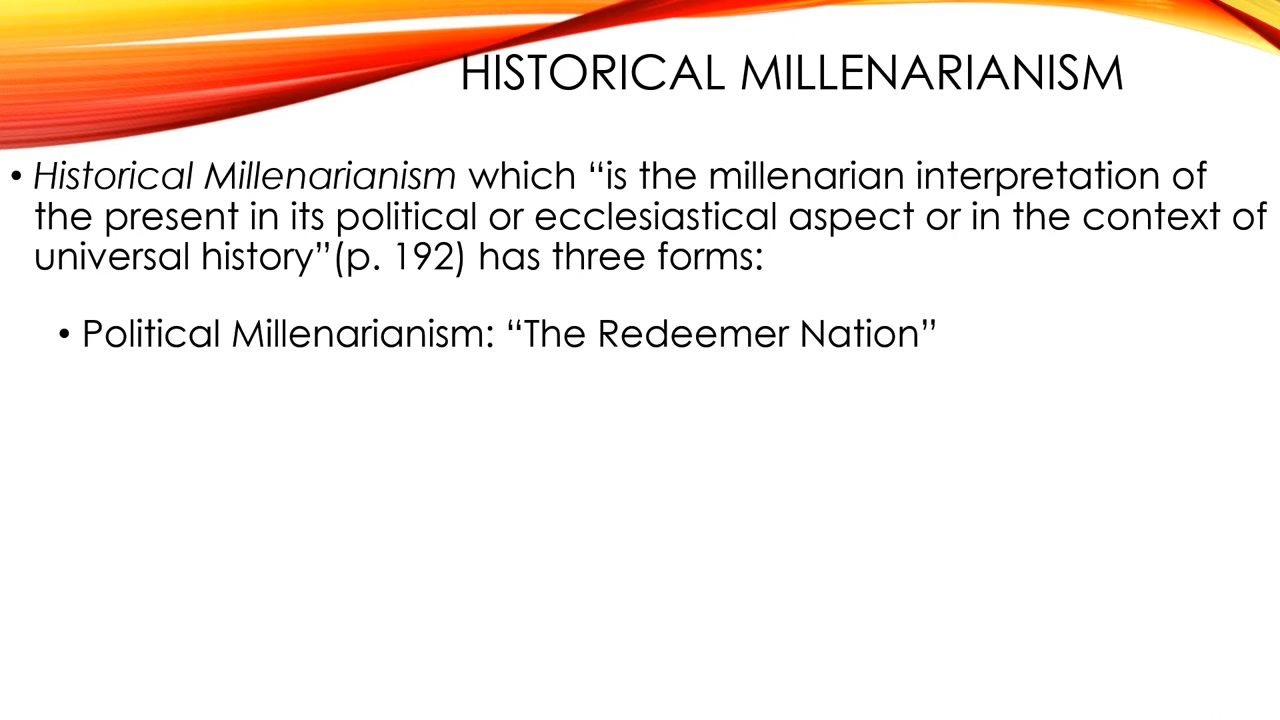 HISTORICAL MILLENARIANISM
• Historical Millenarianism which “is the millenarian interpretation of
the present in its political or ecclesiastical aspect or in the context of
universal history”(p. 192) has three forms:
• Political Millenarianism: “The Redeemer Nation”